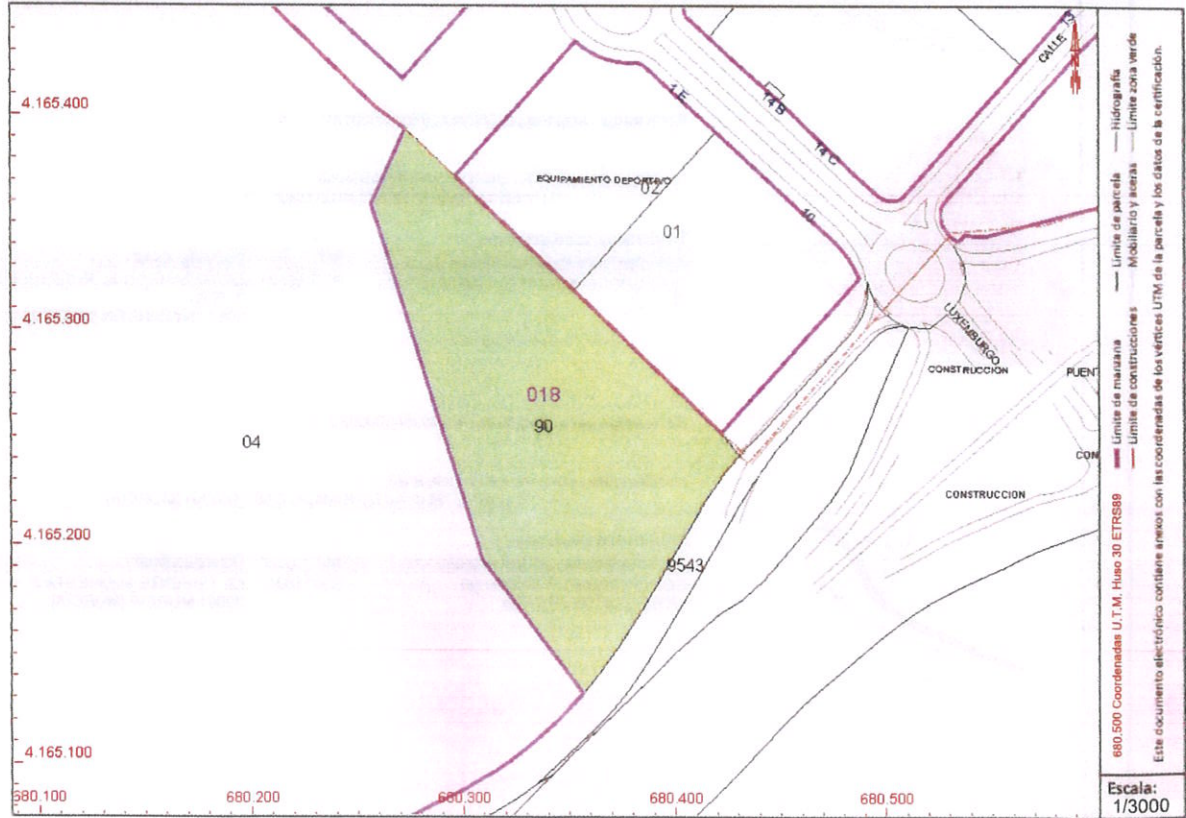 4.165.400
4.165.300
4.165.200
4.165.100
680.100
680.200
680.300
680.400
680.500
CALLE 13
1 E
14 B
14 C
10
EQUIPAMIENTO DEPORTIVO
02
01
LUXEMBURGO
CONSTRUCCION
PUENT
CON
CONSTRUCCION
018
90
04
9543
680.500 Coordenadas U.T.M. Huso 30 ETRS89
Límite de manzana
Límite de parcela
Hidrografía
Límite de construcciones
Mobiliario y aceras
Límite zona verde
Este documento electrónico contiene anexos con las coordenadas de los vértices UTM de la parcela y los datos de la certificación.
Escala:
1/3000